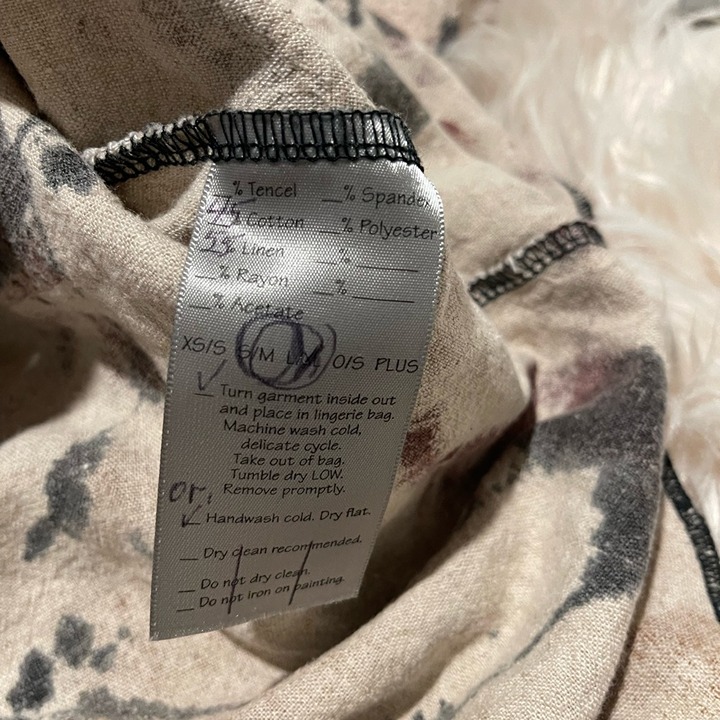 __% Tencel __% Spandex
% Cotton __% Polyester
% Linen __% ______
__% Rayon __% ______
__% Acetate
XS/S S/M L/ O/S PLUS
✓ Turn garment inside out
and place in lingerie bag.
Machine wash cold,
delicate cycle.
Take out of bag.
Tumble dry LOW.
or, Remove promptly.
✓ Handwash cold. Dry flat.
__ Dry clean recommended.
__ Do not dry clean.
__ Do not iron on painting.